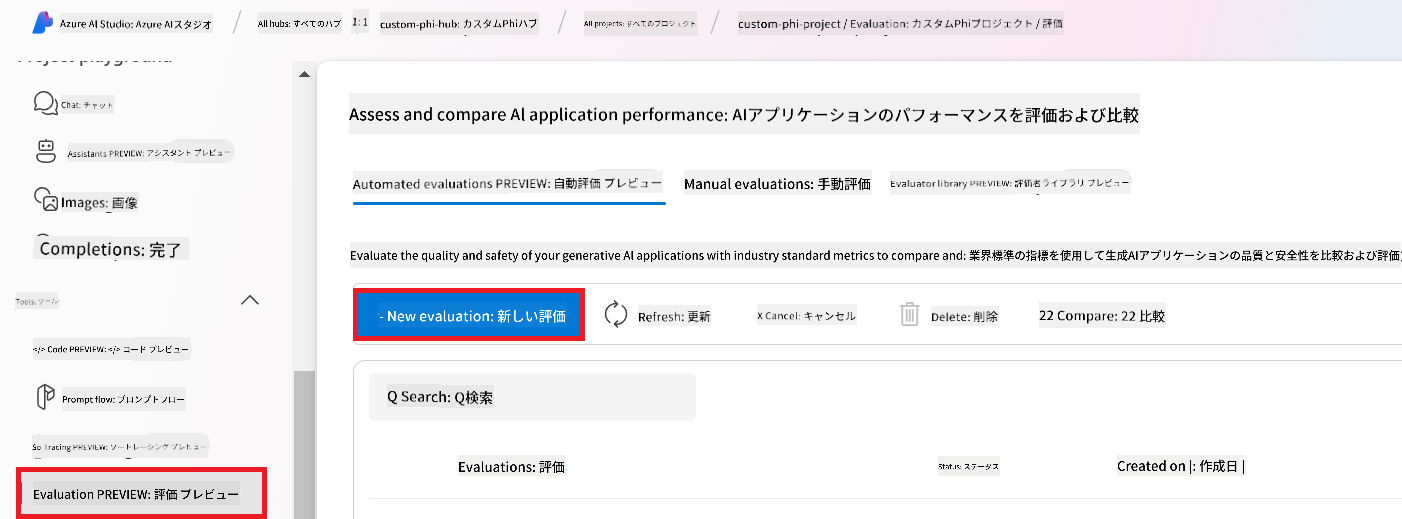 Azure AI Studio: Azure AIスタジオ / All hubs: すべてのハブ 1: 1 custom-phi-hub: カスタムPhiハブ / All projects: すべてのプロジェクト / custom-phi-project / Evaluation: カスタムPhiプロジェクト / 評価
Project playground
Chat: チャット
Assistants PREVIEW: アシスタント プレビュー
Images: 画像
Completions: 完了
Tools: ツール
</> Code PREVIEW: </> コード プレビュー
Prompt flow: プロンプトフロー
So Tracing PREVIEW: ソートレーシング プレビュー
Evaluation PREVIEW: 評価 プレビュー
Assess and compare Al application performance: AIアプリケーションのパフォーマンスを評価および比較
Automated evaluations PREVIEW: 自動評価 プレビュー Manual evaluations: 手動評価 Evaluator library PREVIEW: 評価者ライブラリ プレビュー
Evaluate the quality and safety of your generative AI applications with industry standard metrics to compare and: 業界標準の指標を使用して生成AIアプリケーションの品質と安全性を比較および評価
- New evaluation: 新しい評価 Refresh: 更新 X Cancel: キャンセル Delete: 削除 22 Compare: 22 比較
Q Search: Q検索
Evaluations: 評価 Status: ステータス Created on |: 作成日 |